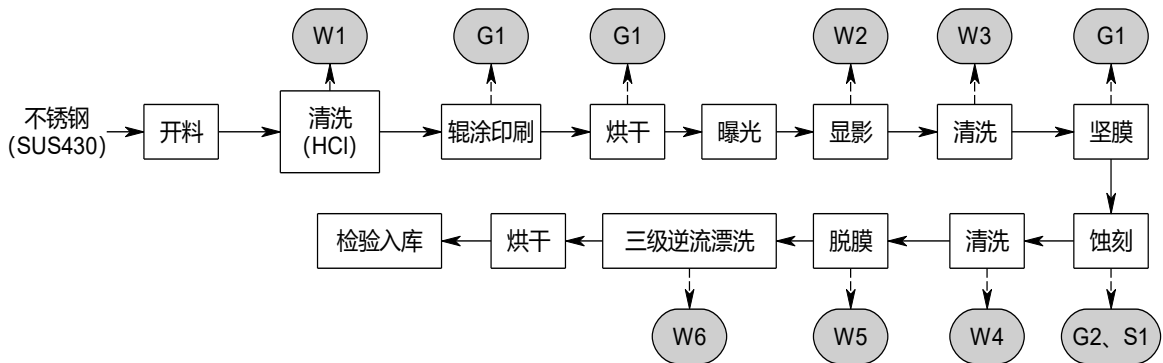 W1
G1
G1
W2
W3
G1
不锈钢
(SUS430)
开料
清洗
(HCl)
辊涂印刷
烘干
曝光
显影
清洗
坚膜
检验入库
烘干
三级逆流漂洗
脱膜
清洗
蚀刻
W6
W5
W4
G2、S1